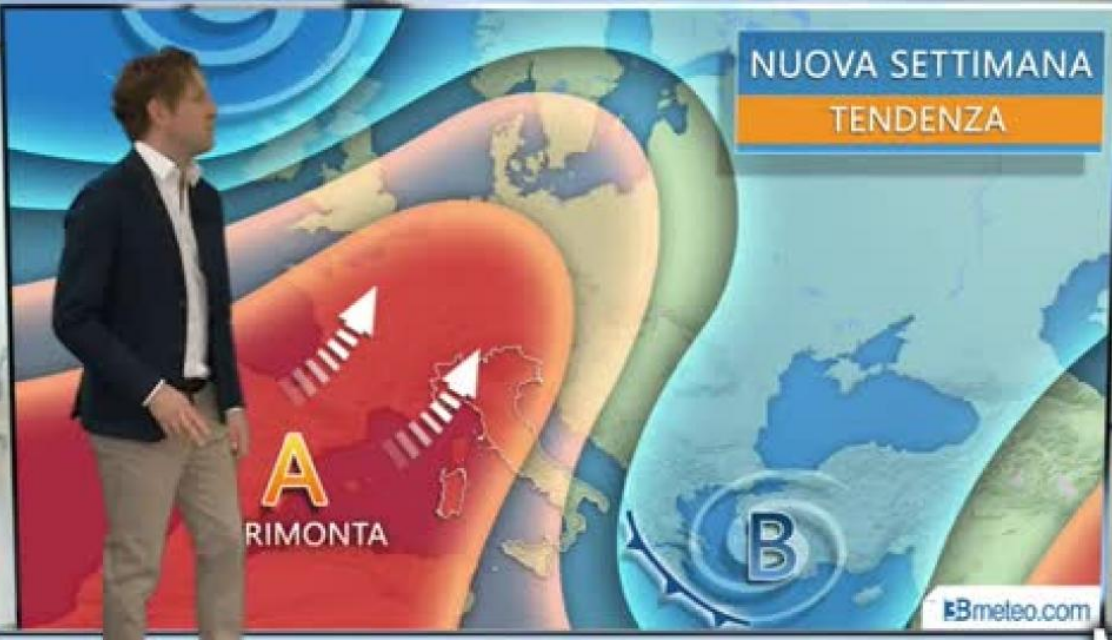 NUOVA SETTIMANA
TENDENZA
A
RIMONTA
B
3Bmeteo.com